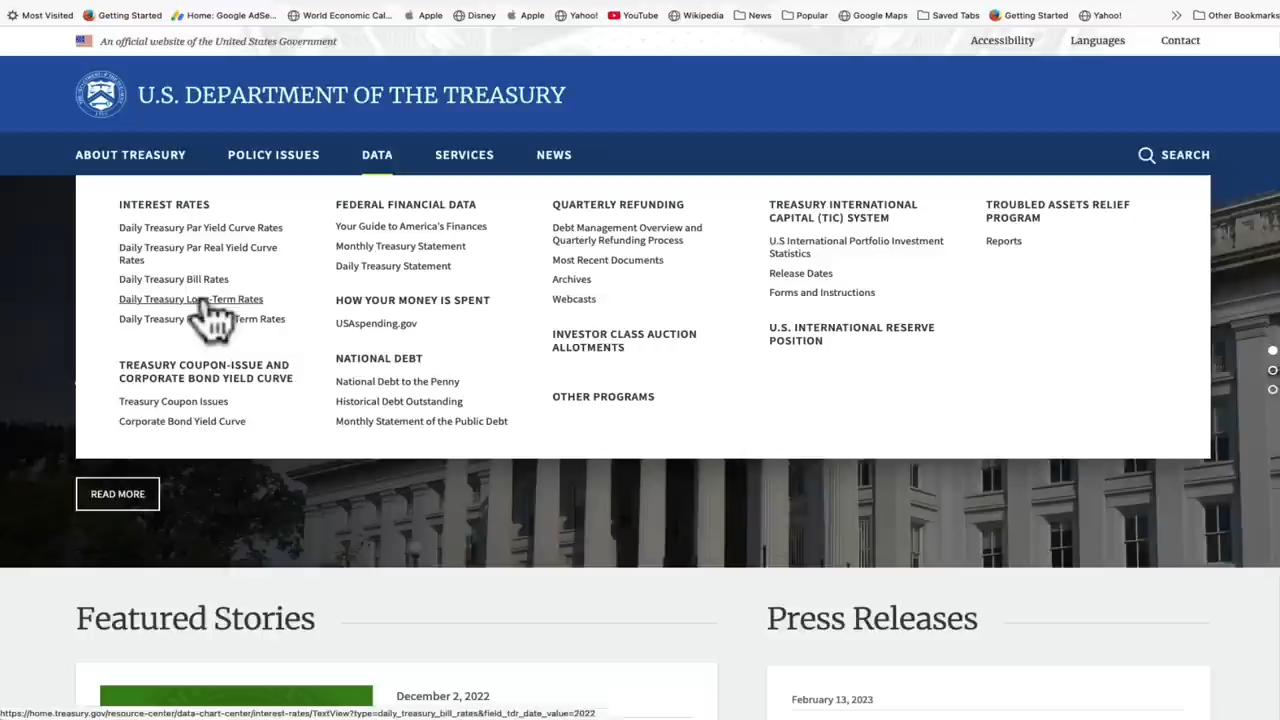 Most Visited
Getting Started
Home: Google AdSe...
World Economic Cal...
Apple
Disney
Apple
Yahoo!
YouTube
Wikipedia
News
Popular
Google Maps
Saved Tabs
Getting Started
Yahoo!
Other Bookmarks
An official website of the United States Government
Accessibility
Languages
Contact
U.S. DEPARTMENT OF THE TREASURY
ABOUT TREASURY
POLICY ISSUES
DATA
SERVICES
NEWS
SEARCH
INTEREST RATES
Daily Treasury Par Yield Curve Rates
Daily Treasury Par Real Yield Curve
Rates
Daily Treasury Bill Rates
Daily Treasury Long-Term Rates
Daily Treasury Term Rates
TREASURY COUPON-ISSUE AND
CORPORATE BOND YIELD CURVE
Treasury Coupon Issues
Corporate Bond Yield Curve
FEDERAL FINANCIAL DATA
Your Guide to America's Finances
Monthly Treasury Statement
Daily Treasury Statement
HOW YOUR MONEY IS SPENT
USAspending.gov
NATIONAL DEBT
National Debt to the Penny
Historical Debt Outstanding
Monthly Statement of the Public Debt
QUARTERLY REFUNDING
Debt Management Overview and
Quarterly Refunding Process
Most Recent Documents
Archives
Webcasts
INVESTOR CLASS AUCTION
ALLOTMENTS
OTHER PROGRAMS
TREASURY INTERNATIONAL
CAPITAL (TIC) SYSTEM
U.S International Portfolio Investment
Statistics
Release Dates
Forms and Instructions
U.S. INTERNATIONAL RESERVE
POSITION
TROUBLED ASSETS RELIEF
PROGRAM
Reports
READ MORE
Featured Stories
Press Releases
December 2, 2022
February 13, 2023
https://home.treasury.gov/resource-center/data-chart-center/interest-rates/TextView?type=daily_treasury_bill_rates&field_tdr_date_value=2022